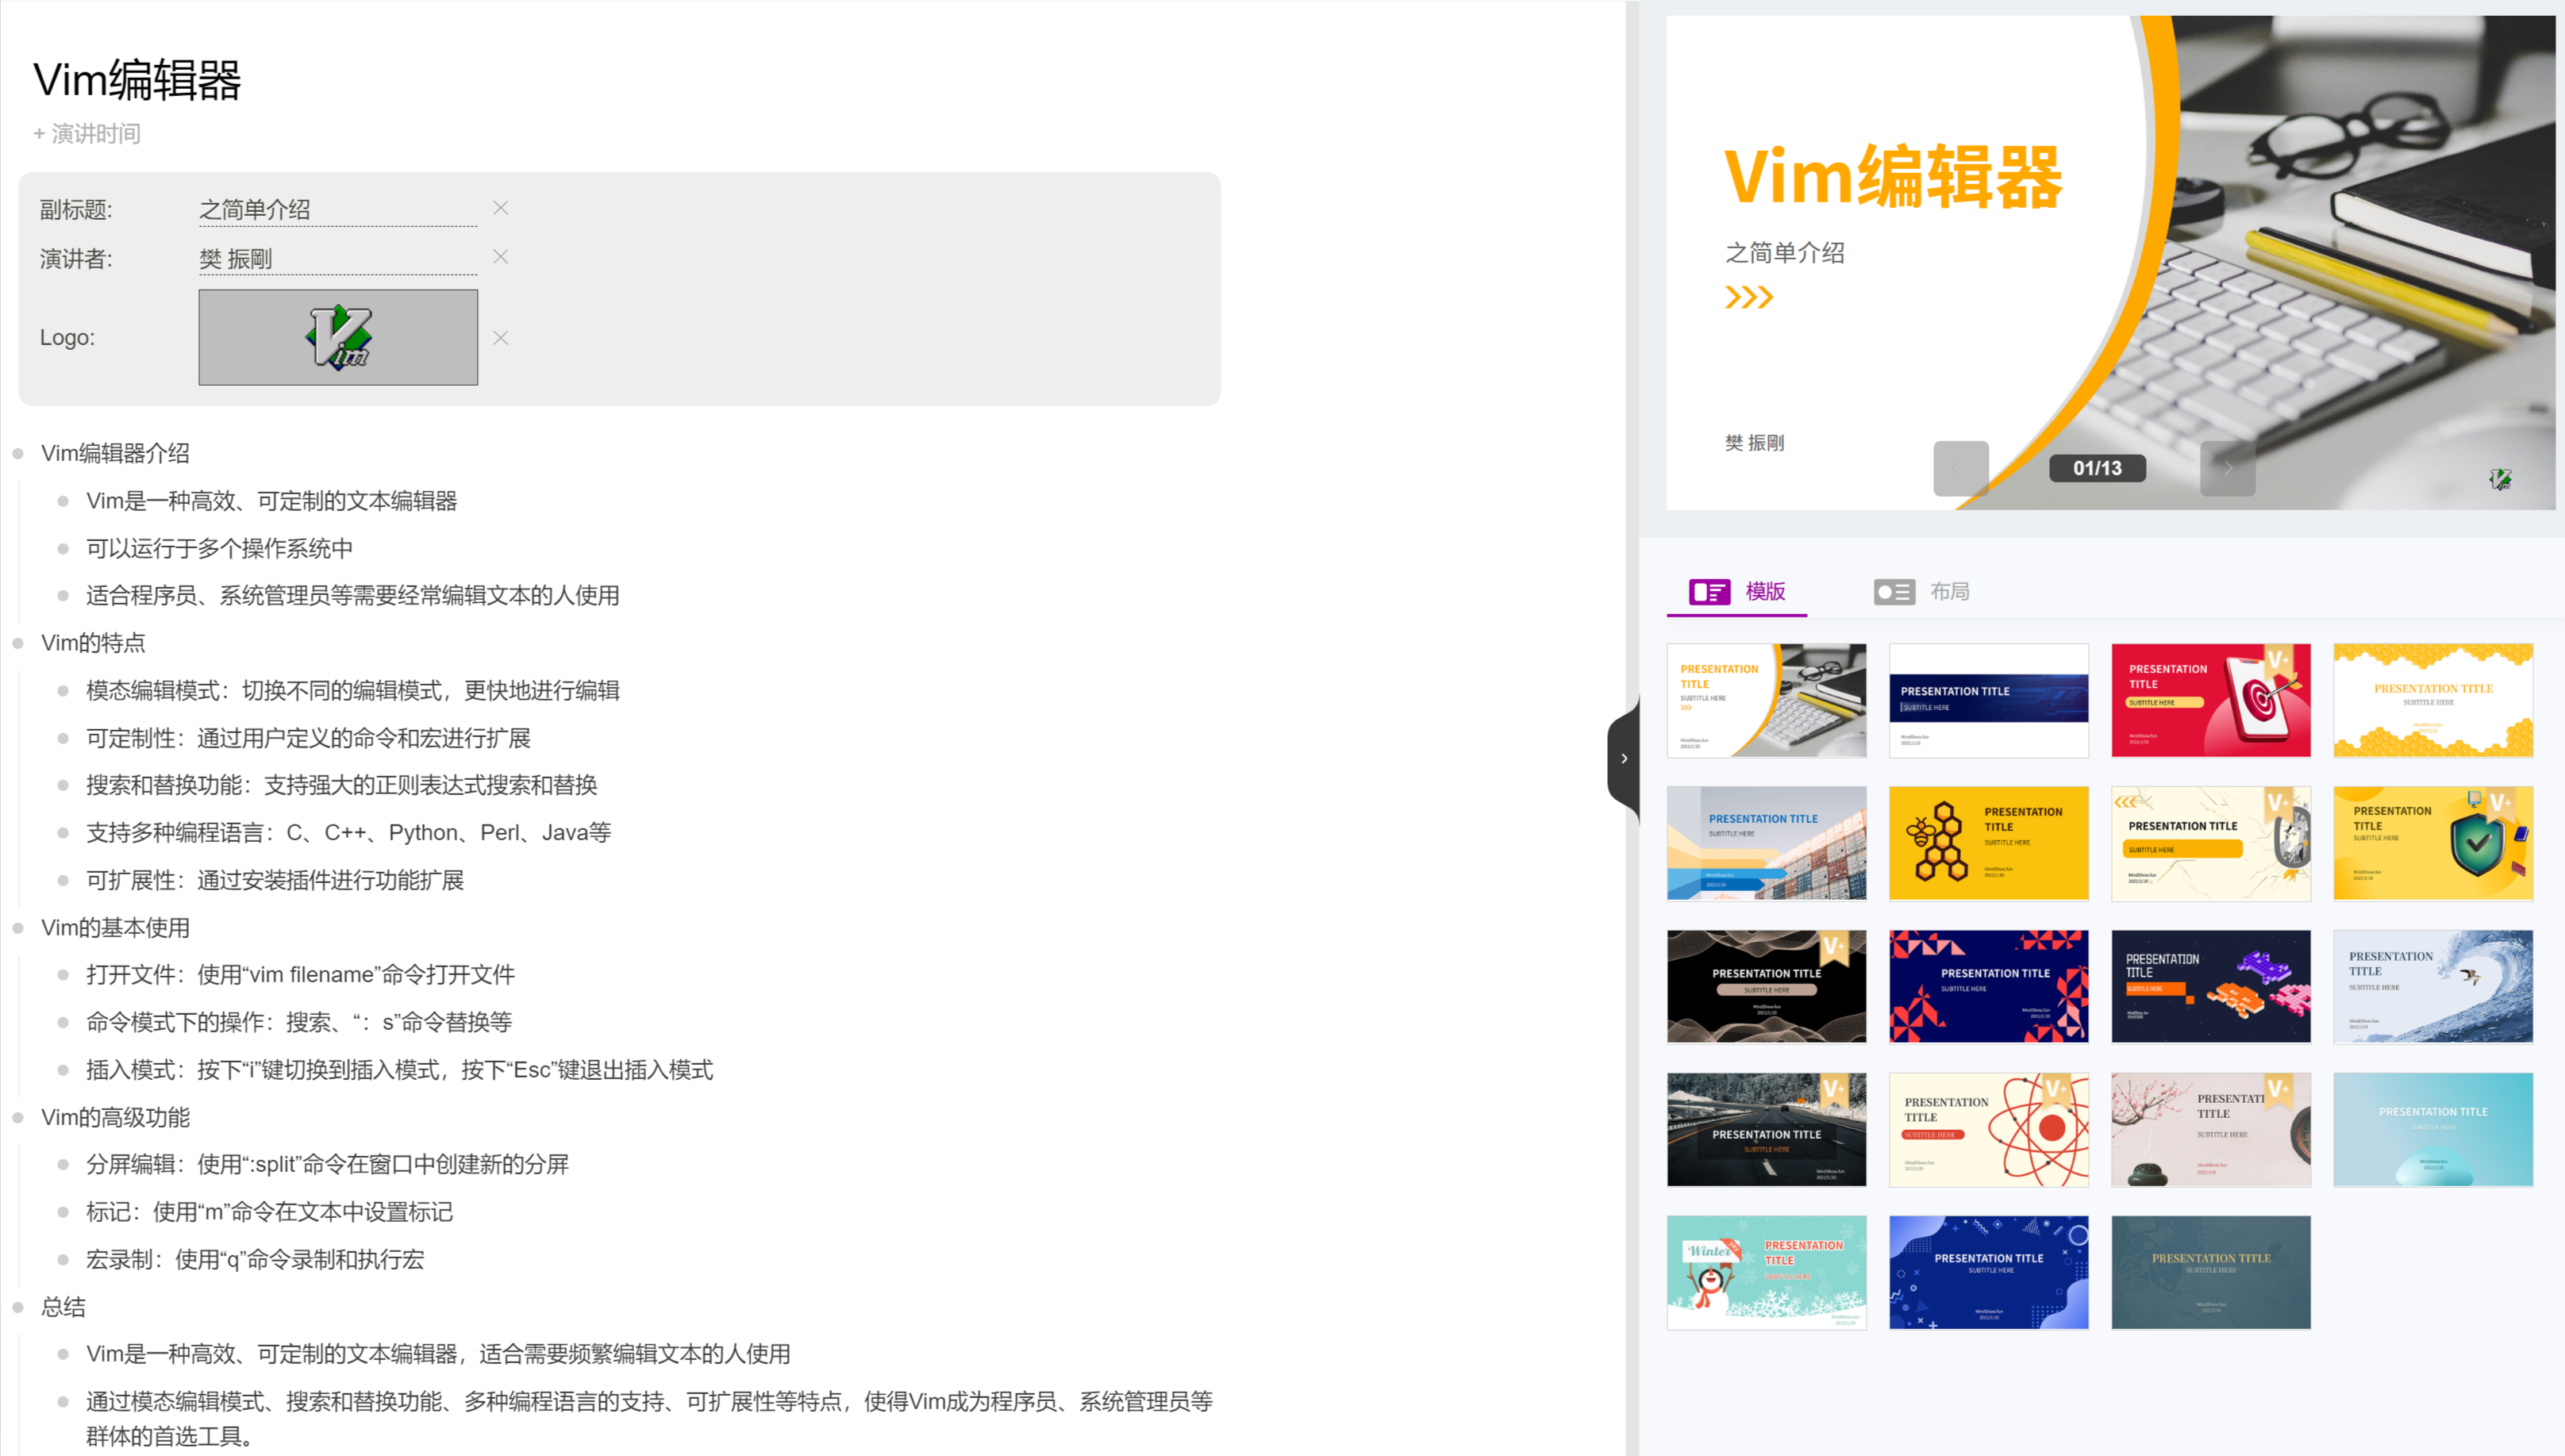 Vim编辑器
+ 演讲时间
副标题: 之简单介绍
演讲者: 樊 振剛
Logo:
Vim
Vim编辑器介绍
Vim是一种高效、可定制的文本编辑器
可以运行于多个操作系统中
适合程序员、系统管理员等需要经常编辑文本的人使用
Vim的特点
模态编辑模式：切换不同的编辑模式，更快地进行编辑
可定制性：通过用户定义的命令和宏进行扩展
搜索和替换功能：支持强大的正则表达式搜索和替换
支持多种编程语言：C、C++、Python、Perl、Java等
可扩展性：通过安装插件进行功能扩展
Vim的基本使用
打开文件：使用“vim filename”命令打开文件
命令模式下的操作：搜索、“：s”命令替换等
插入模式：按下“i”键切换到插入模式，按下“Esc”键退出插入模式
Vim的高级功能
分屏编辑：使用“:split”命令在窗口中创建新的分屏
标记：使用“m”命令在文本中设置标记
宏录制：使用“q”命令录制和执行宏
总结
Vim是一种高效、可定制的文本编辑器，适合需要频繁编辑文本的人使用
通过模态编辑模式、搜索和替换功能、多种编程语言的支持、可扩展性等特点，使得Vim成为程序员、系统管理员等
群体的首选工具。
Vim编辑器
之简单介绍
樊 振剛
01/13
模版
布局
PRESENTATION
TITLE
SUBTITLE HERE
PRESENTATION TITLE
SUBTITLE HERE
PRESENTATION
TITLE
SUBTITLE HERE
V+
PRESENTATION TITLE
SUBTITLE HERE
PRESENTATION TITLE
SUBTITLE HERE
PRESENTATION
TITLE
SUBTITLE HERE
PRESENTATION TITLE
SUBTITLE HERE
V+
PRESENTATION
TITLE
SUBTITLE HERE
V+
PRESENTATION TITLE
SUBTITLE HERE
V+
PRESENTATION TITLE
SUBTITLE HERE
PRESENTATION
TITLE
SUBTITLE HERE
PRESENTATION
TITLE
SUBTITLE HERE
PRESENTATION TITLE
SUBTITLE HERE
V+
PRESENTATION
TITLE
SUBTITLE HERE
V+
PRESENTATI
TITLE
SUBTITLE HERE
V+
PRESENTATION TITLE
SUBTITLE HERE
Winter
PRESENTATION
TITLE
SUBTITLE HERE
PRESENTATION TITLE
SUBTITLE HERE
PRESENTATION TITLE
SUBTITLE HERE